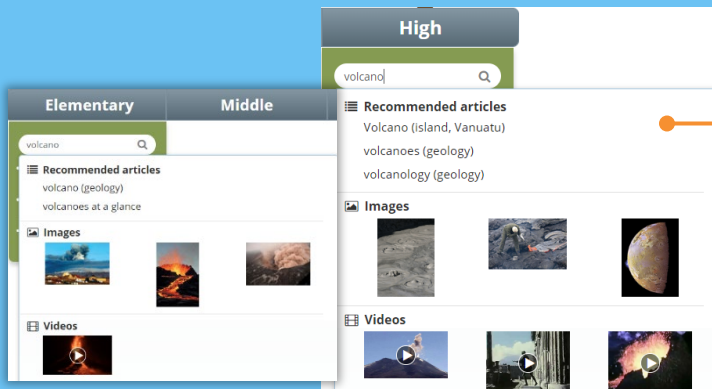 Elementary
Middle
volcano
Recommended articles
volcano (geology)
volcanoes at a glance
Images
Videos
High
volcano
Recommended articles
Volcano (island, Vanuatu)
volcanoes (geology)
volcanology (geology)
Images
Videos